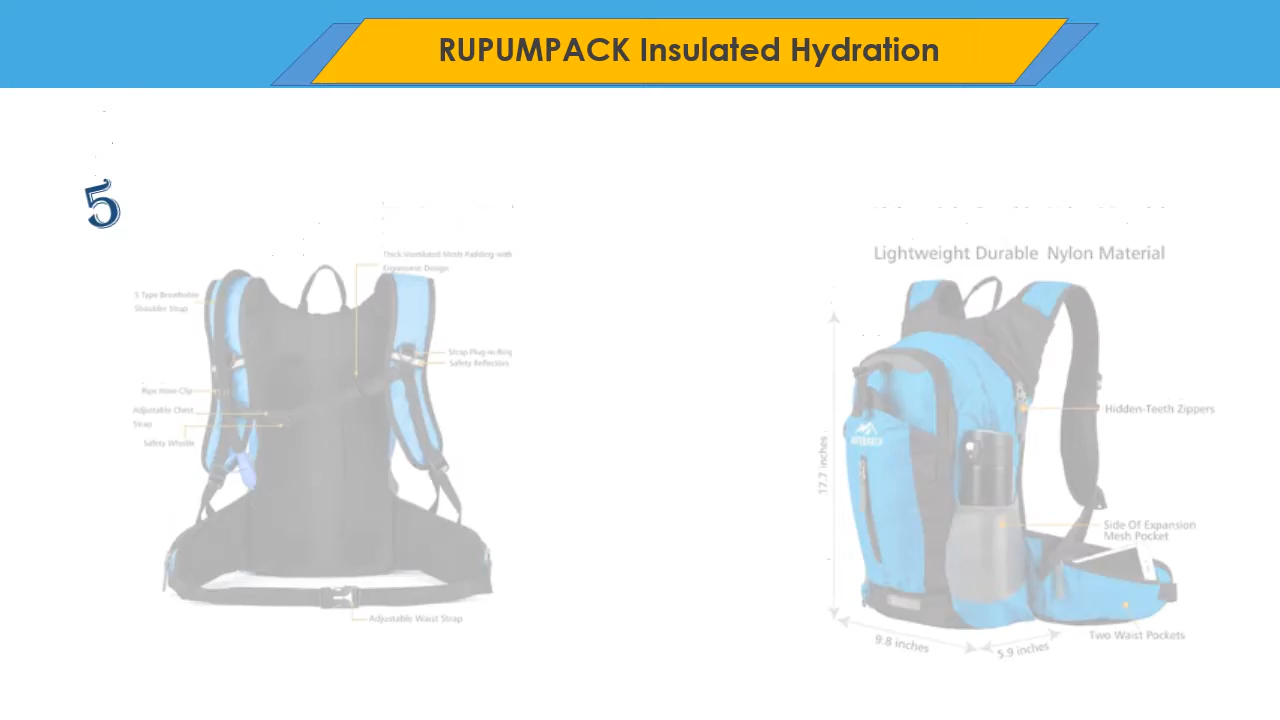 RUPUMPACK Insulated Hydration
5
Thick Ventilated Mesh Padding with
Ergonomic Design
S Type Breathable
Shoulder Strap
Strap Plug-in Ring
Safety Reflectors
Pipe Hose Clip
Adjustable Chest
Strap
Safety Whistle
Adjustable Waist Strap
Lightweight Durable Nylon Material
17.7 inches
Hidden-Teeth Zippers
Side Of Expansion
Mesh Pocket
Two Waist Pockets
9.8 inches
5.9 inches